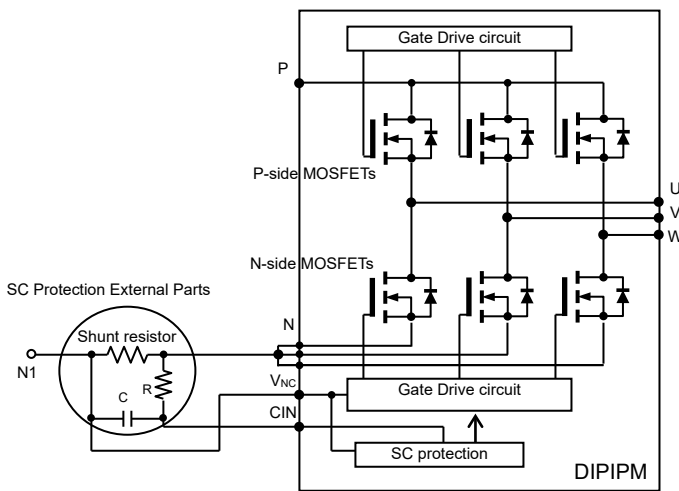 Gate Drive circuit
P
P-side MOSFETs
U
V
W
N-side MOSFETs
SC Protection External Parts
Shunt resistor
N
N1
R
C
VNC
Gate Drive circuit
CIN
SC protection
DIPIPM